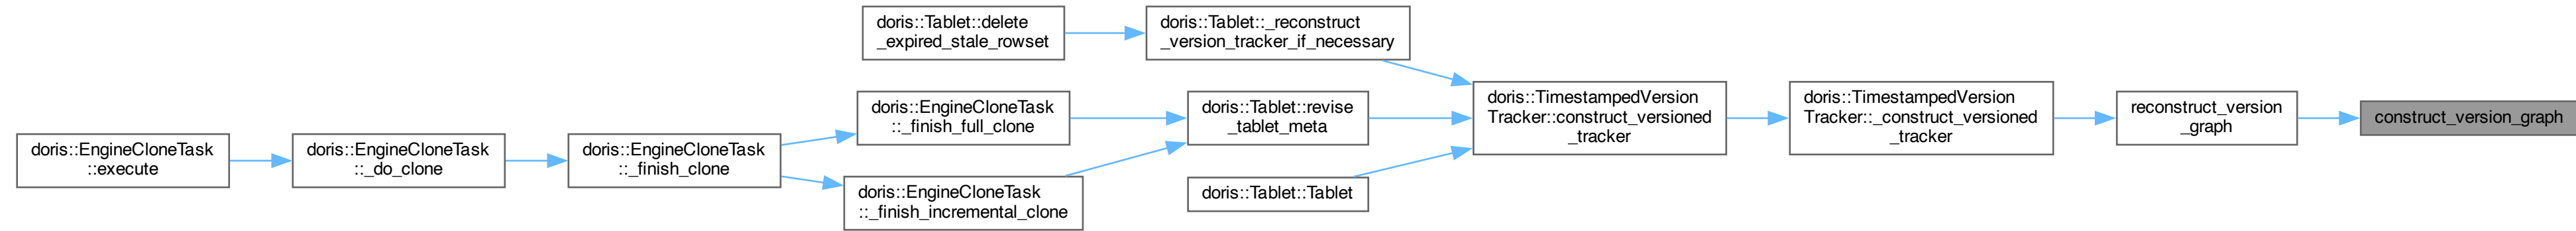 doris::EngineCloneTask
::execute
doris::EngineCloneTask
::_do_clone
doris::EngineCloneTask
::_finish_clone
doris::Tablet::delete
_expired_stale_rowset
doris::EngineCloneTask
::_finish_full_clone
doris::EngineCloneTask
::_finish_incremental_clone
doris::Tablet::_reconstruct
_version_tracker_if_necessary
doris::Tablet::revise
_tablet_meta
doris::Tablet::Tablet
doris::TimestampedVersion
Tracker::construct_versioned
_tracker
doris::TimestampedVersion
Tracker::_construct_versioned
_tracker
reconstruct_version
_graph
construct_version_graph